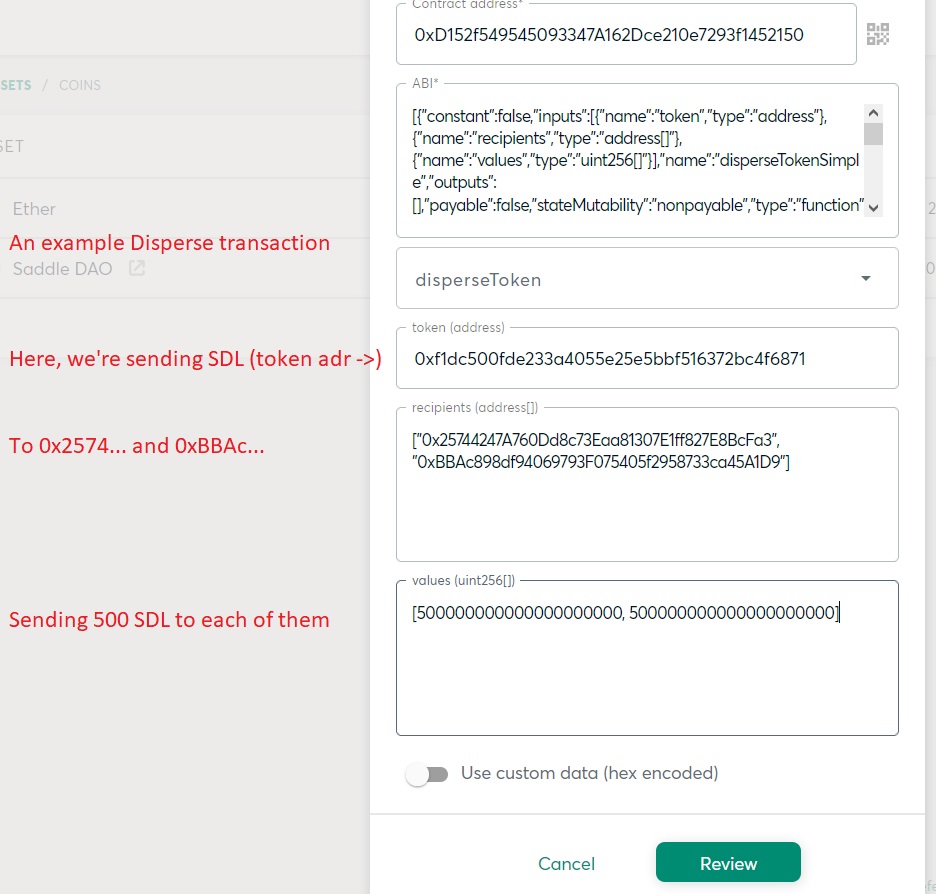 Contract address*
0xD152f549545093347A162Dce210e7293f1452150
SETS / COINS
ABI*
[{"constant":false,"inputs":[{"name":"token","type":"address"},
{"name":"recipients","type":"address[]"},
{"name":"values","type":"uint256[]"}],"name":"disperseTokenSimpl
e","outputs":
[],"payable":false,"stateMutability":"nonpayable","type":"function"
SET
Ether
An example Disperse transaction
Saddle DAO
disperseToken
token (address)
Here, we're sending SDL (token adr ->)
0xf1dc500fde233a4055e25e5bbf516372bc4f6871
recipients (address[])
["0x25744247A760Dd8c73Eaa81307E1ff827E8BcFa3",
"0xBBAc898df94069793F075405f2958733ca45A1D9"]
To 0x2574... and 0xBBAc...
values (uint256[])
[500000000000000000000, 500000000000000000000]
Sending 500 SDL to each of them
Use custom data (hex encoded)
Cancel
Review